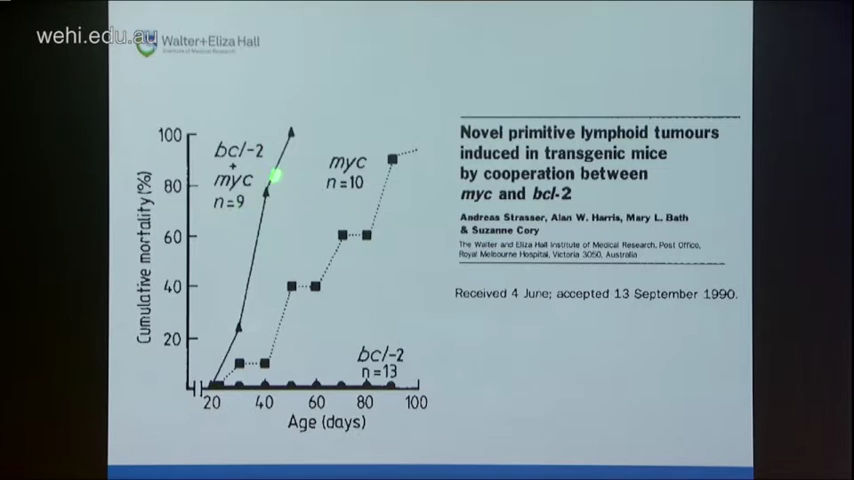 wehi.edu.au
Walter+Eliza Hall
Institute of Medical Research
100
80
60
40
20
Cumulative mortality (%)
bcl-2
+
myc
n=9
myc
n=10
bcl-2
n=13
20 40 60 80 100
Age (days)
Novel primitive lymphoid tumours
induced in transgenic mice
by cooperation between
myc and bcl-2
Andreas Strasser, Alan W. Harris, Mary L. Bath
& Suzanne Cory
The Walter and Eliza Hall Institute of Medical Research, Post Office,
Royal Melbourne Hospital, Victoria 3050, Australia
Received 4 June; accepted 13 September 1990.